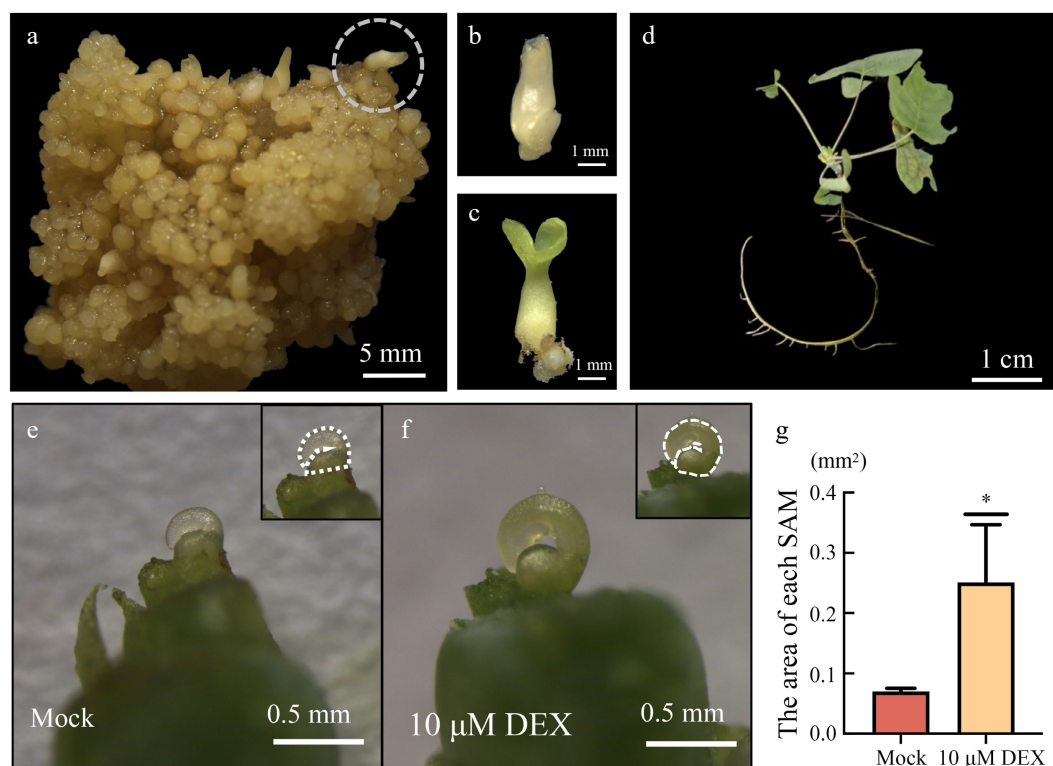 a
5 mm
b
1 mm
c
1 mm
d
1 cm
e
Mock
0.5 mm
f
10 μM DEX
0.5 mm
g
(mm²)
The area of each SAM
0.4
0.3
0.2
0.1
0.0
*
Mock
10 μM DEX